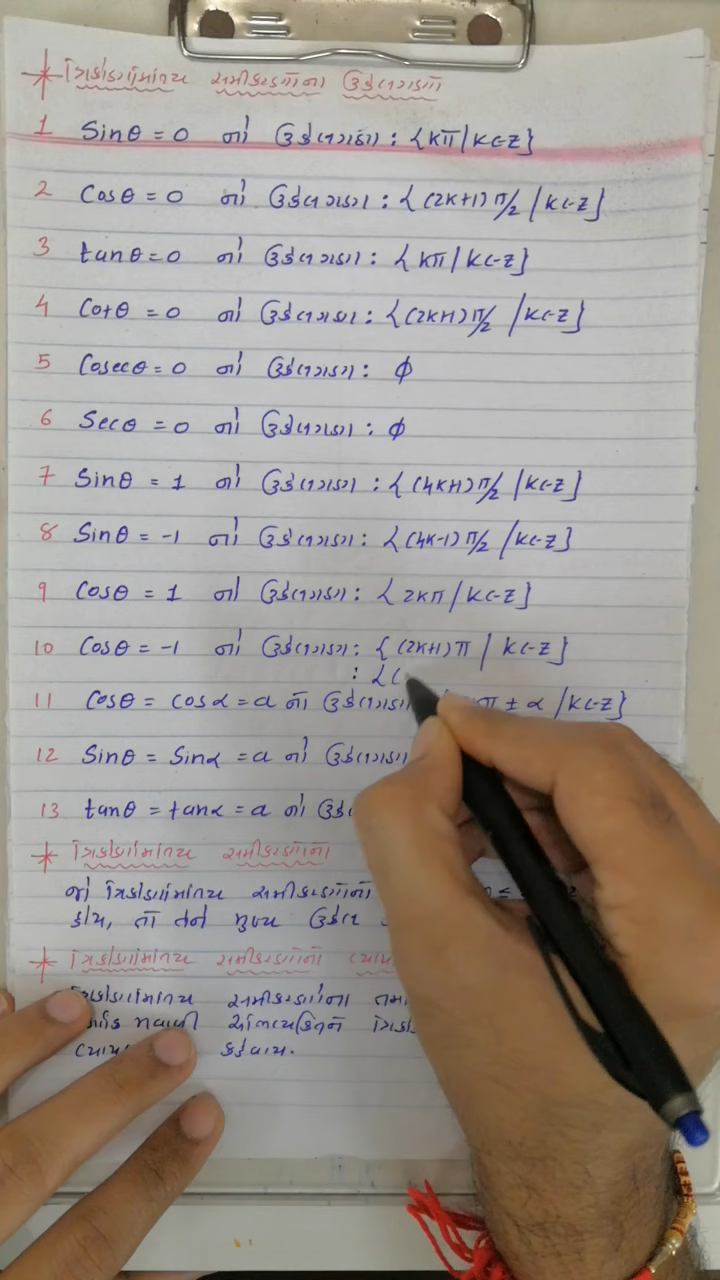 * ત્રિકોણમિતિય સમીકરણોના ઉકેલગણો
1 Sinθ = 0 નો ઉકેલગણ : {kπ/k∈Z}
2 Cosθ = 0 નો ઉકેલગણ : {(2k+1)π/2 /k∈Z}
3 tanθ = 0 નો ઉકેલગણ : {kπ/k∈Z}
4 Cotθ = 0 નો ઉકેલગણ : {(2k+1)π/2 /k∈Z}
5 Cosecθ = 0 નો ઉકેલગણ : ϕ
6 Secθ = 0 નો ઉકેલગણ : ϕ
7 Sinθ = 1 નો ઉકેલગણ : {(4k+1)π/2 /k∈Z}
8 Sinθ = -1 નો ઉકેલગણ : {(4k-1)π/2 /k∈Z}
9 Cosθ = 1 નો ઉકેલગણ : {2kπ/k∈Z}
10 Cosθ = -1 નો ઉકેલગણ : {(2k+1)π / k∈Z}
: {(
11 Cosθ = cosα = a નો ઉકેલગણ π ± α /k∈Z}
12 Sinθ = Sinα = a નો ઉકેલગણ
13 tanθ = tanα = a નો
* ત્રિકોણમિતિય સમીકરણોના
જો ત્રિકોણમિતિય સમીકરણોના
હોય, તો તેને મુખ્ય ઉકેલ
* ત્રિકોણમિતિય સમીકરણોનો
સમીકરણોના
કહેવાય.